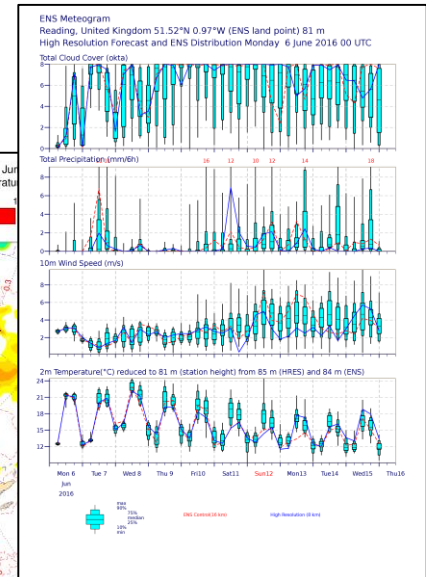 ENS Meteogram
Reading, United Kingdom 51.52°N 0.97°W (ENS land point) 81 m
High Resolution Forecast and ENS Distribution Monday 6 June 2016 00 UTC
Total Cloud Cover (okta)
8
6
4
2
0
Total Precipitation (mm/6h)
16 12 10 12 14 18
8
6
4
2
0
10m Wind Speed (m/s)
8
6
4
2
2m Temperature(°C) reduced to 81 m (station height) from 85 m (HRES) and 84 m (ENS)
24
21
18
15
12
Mon 6 Tue 7 Wed 8 Thu 9 Fri10 Sat11 Sun12 Mon13 Tue14 Wed15 Thu16
Jun
2016
max
90%
median
10%
min
ENS Control(18 km) High Resolution (8 km)
Jun
0.3